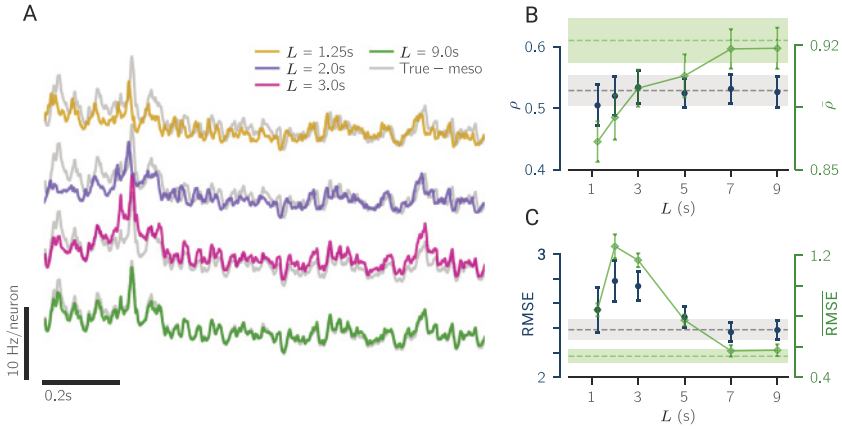 A
L = 1.25s
L = 2.0s
L = 3.0s
L = 9.0s
True − meso
10 Hz/neuron
0.2s
B
0.6
0.5
0.4
ρ
0.92
0.85
ρ̄
1 3 5 7 9
L (s)
C
3
2
RMSE
1.2
0.4
R̅M̅S̅E̅
1 3 5 7 9
L (s)